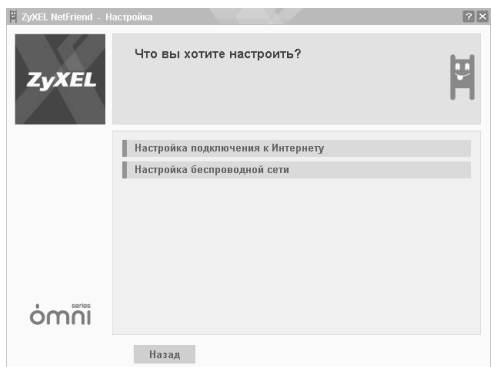 ZyXEL NetFriend - Настройка
ZyXEL
Что вы хотите настроить?
Настройка подключения к Интернету
Настройка беспроводной сети
series
omni
Назад